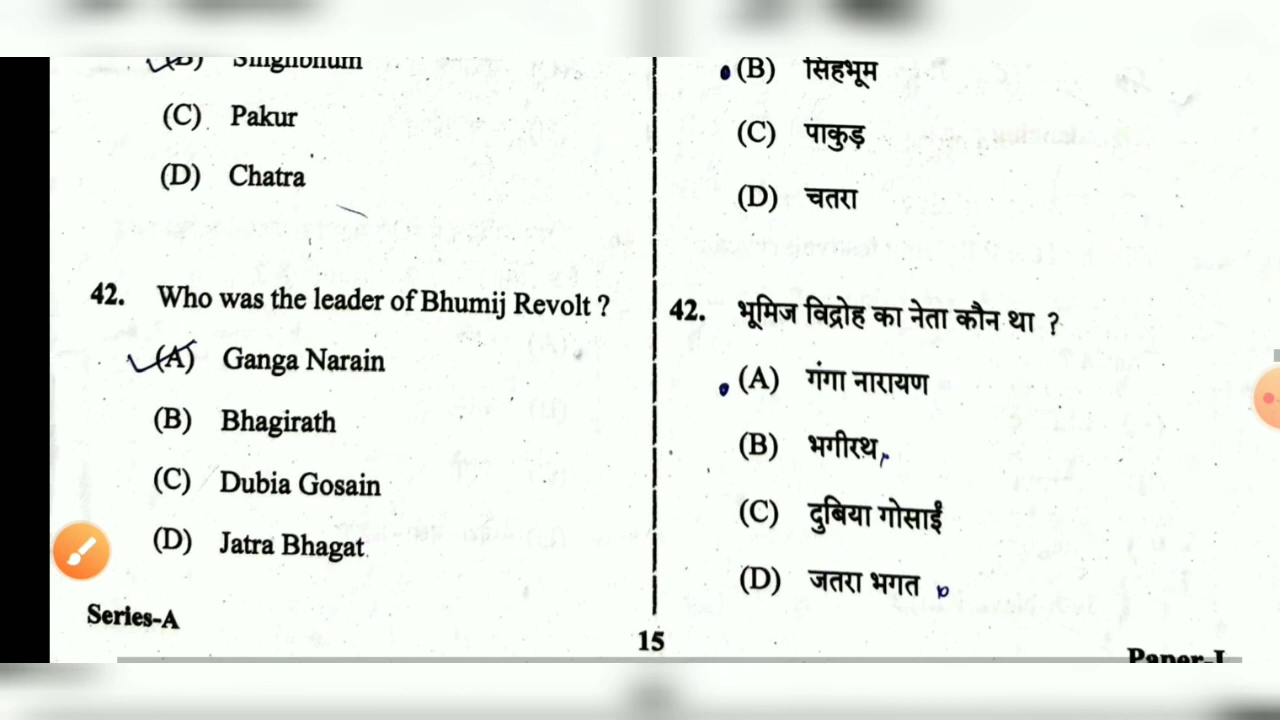 (B) Singhbhum
(C) Pakur
(D) Chatra
42. Who was the leader of Bhumij Revolt ?
(A) Ganga Narain
(B) Bhagirath
(C) Dubia Gosain
(D) Jatra Bhagat
Series-A
(B) सिंहभूम
(C) पाकुड़
(D) चतरा
42. भूमिज विद्रोह का नेता कौन था ?
(A) गंगा नारायण
(B) भगीरथ
(C) दुबिया गोसाईं
(D) जतरा भगत
15
Paper-I